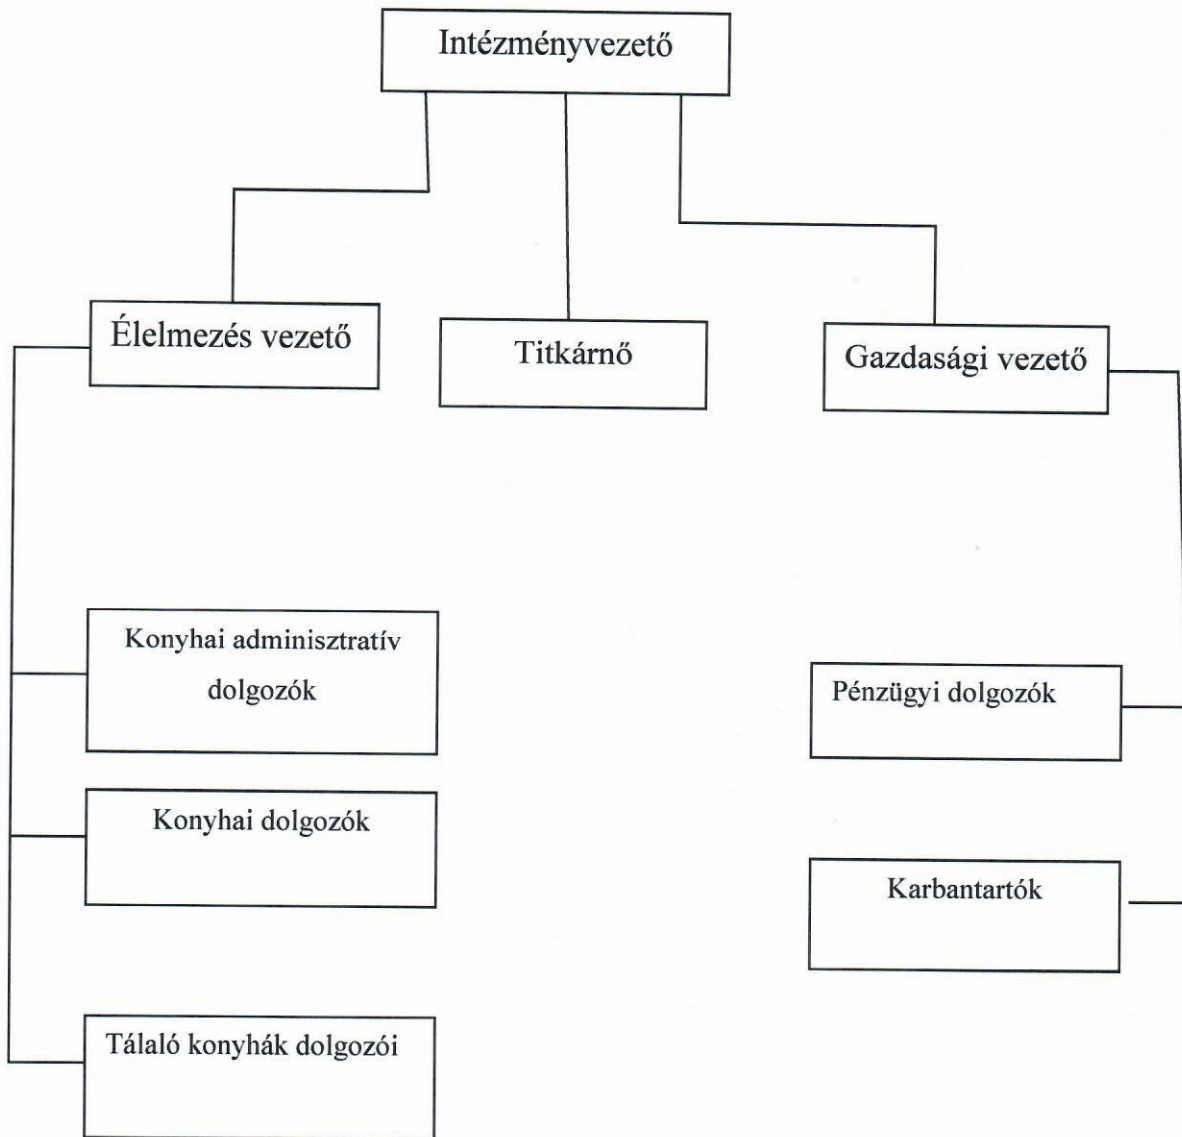 Intézményvezető
Élelmezés vezető
Titkárnő
Gazdasági vezető
Konyhai adminisztratív
dolgozók
Pénzügyi dolgozók
Konyhai dolgozók
Karbantartók
Tálaló konyhák dolgozói